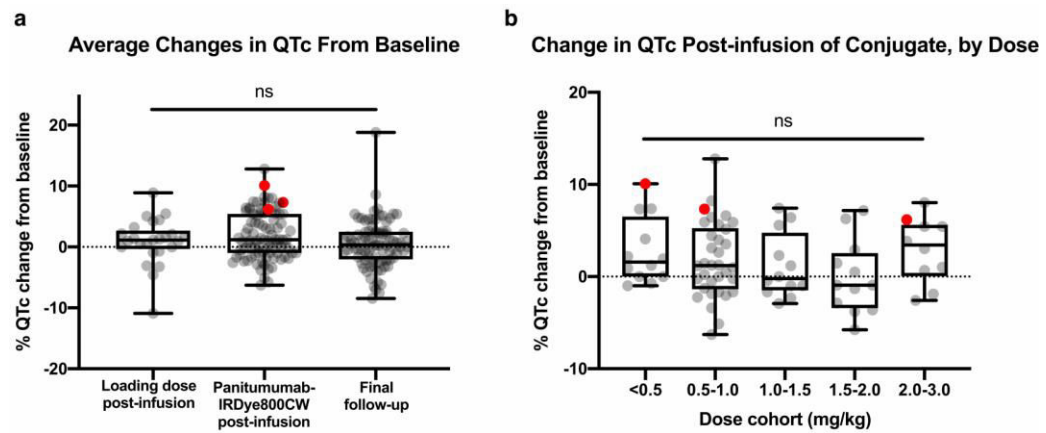 a
Average Changes in QTc From Baseline
ns
% QTc change from baseline
20
10
0
-10
-20
Loading dose
post-infusion
Panitumumab-
IRDye800CW
post-infusion
Final
follow-up
b
Change in QTc Post-infusion of Conjugate, by Dose
ns
% QTc change from baseline
20
10
0
-10
<0.5
0.5-1.0
1.0-1.5
1.5-2.0
2.0-3.0
Dose cohort (mg/kg)